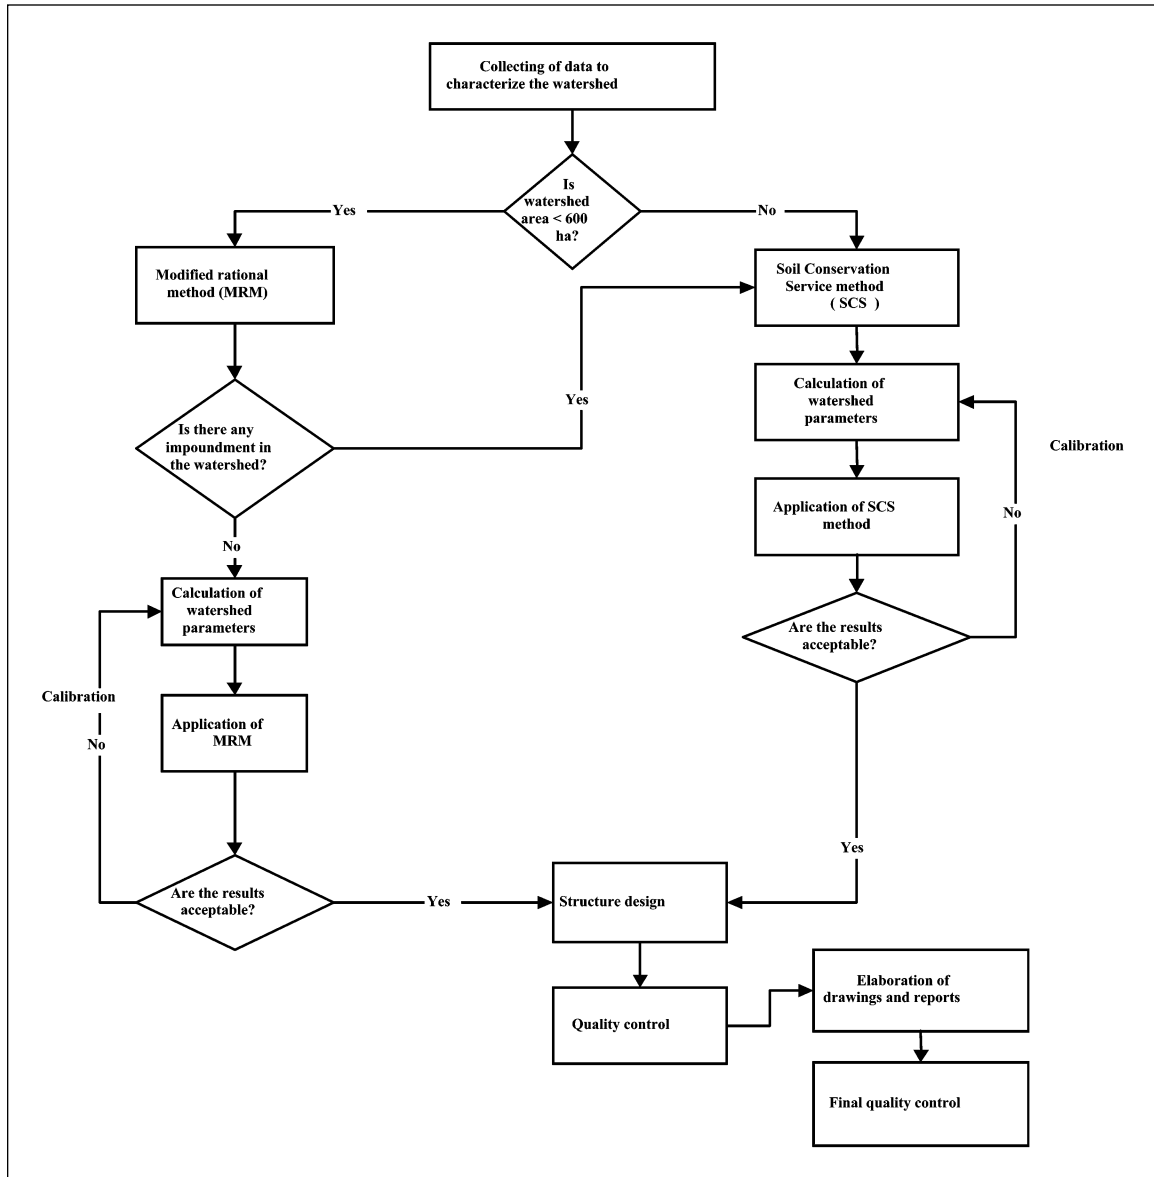 Collecting of data to
characterize the watershed
Is
watershed
area < 600
ha?
Yes
No
Modified rational
method (MRM)
Soil Conservation
Service method
( SCS )
Is there any
impoundment in
the watershed?
Yes
Calculation of
watershed
parameters
Calibration
Application of SCS
method
No
No
Calculation of
watershed
parameters
Are the results
acceptable?
Calibration
Application of
MRM
No
Yes
Are the results
acceptable?
Yes
Structure design
Elaboration of
drawings and reports
Quality control
Final quality control